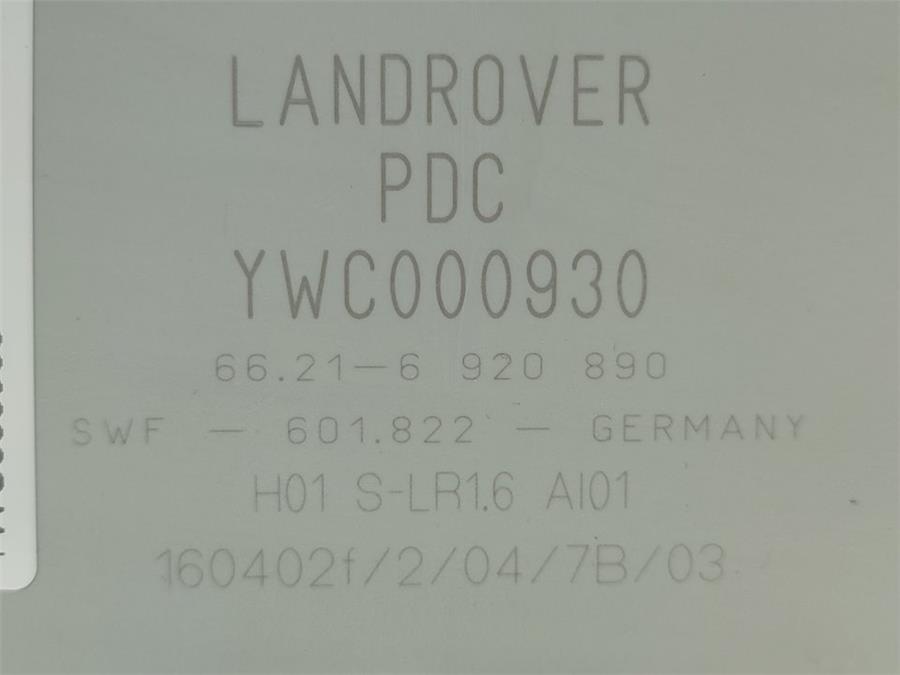 LANDROVER
PDC
YWC000930
66.21-6 920 890
SWF - 601.822 - GERMANY
H01 S-LR1.6 AI01
160402f/2/04/7B/03